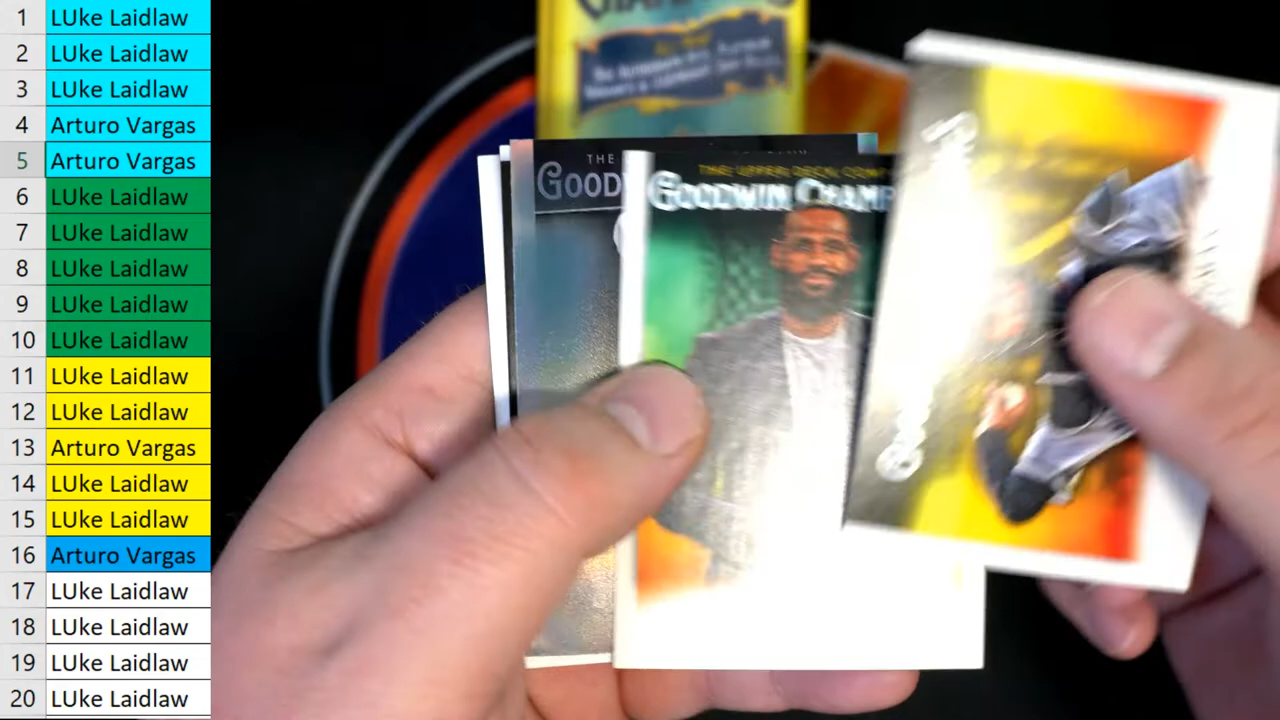 1 LUke Laidlaw
2 LUke Laidlaw
3 LUke Laidlaw
4 Arturo Vargas
5 Arturo Vargas
6 LUke Laidlaw
7 LUke Laidlaw
8 LUke Laidlaw
9 LUke Laidlaw
10 LUke Laidlaw
11 LUke Laidlaw
12 LUke Laidlaw
13 Arturo Vargas
14 LUke Laidlaw
15 LUke Laidlaw
16 Arturo Vargas
17 LUke Laidlaw
18 LUke Laidlaw
19 LUke Laidlaw
20 LUke Laidlaw
THE
GOOD
THE UPPER DECK COM
GOODWIN CHAMP